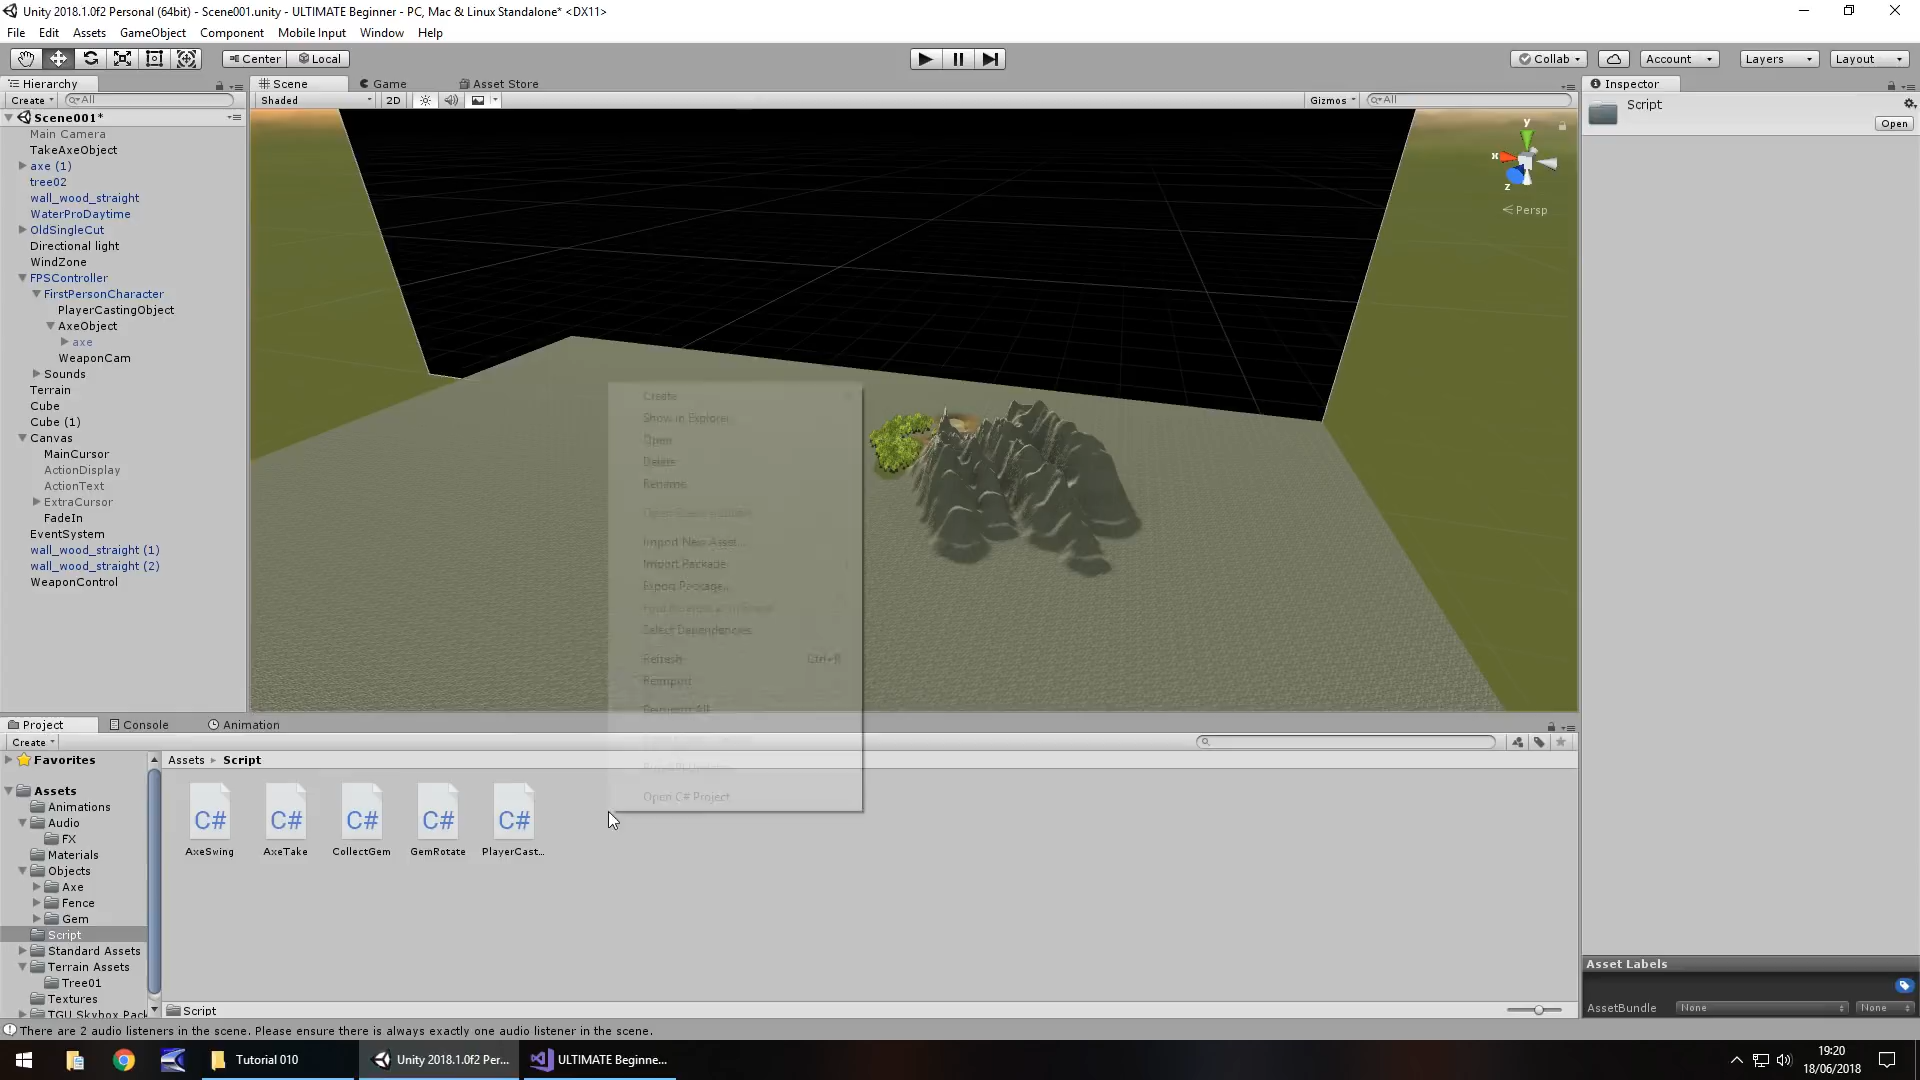 Unity 2018.1.0f2 Personal (64bit) - Scene001.unity - ULTIMATE Beginner - PC, Mac & Linux Standalone* <DX11>
File Edit Assets GameObject Component Mobile Input Window Help
Center Local
Collab Account Layers Layout
Hierarchy
Scene Game Asset Store
Inspector
Create All
Shaded 2D
Gizmos All
Script
Open
Scene001*
Main Camera
TakeAxeObject
axe (1)
tree02
wall_wood_straight
WaterProDaytime
OldSingleCut
Directional light
WindZone
FPSController
FirstPersonCharacter
PlayerCastingObject
AxeObject
axe
WeaponCam
Sounds
Terrain
Cube
Cube (1)
Canvas
MainCursor
ActionDisplay
ActionText
ExtraCursor
FadeIn
EventSystem
wall_wood_straight (1)
wall_wood_straight (2)
WeaponControl
y
x
z
Persp
Create
Show in Explorer
Open
Delete
Rename
Import New Asset...
Import Package
Export Package...
Select Dependencies
Refresh Ctrl+R
Reimport
Reimport All
Open C# Project
Project Console Animation
Create
Favorites
Assets
Animations
Audio
FX
Materials
Objects
Axe
Fence
Gem
Script
Standard Assets
Terrain Assets
Tree01
Textures
TGU Skybox Pack
Assets Script
C# C# C# C# C#
AxeSwing AxeTake CollectGem GemRotate PlayerCast...
Script
Asset Labels
AssetBundle None None
There are 2 audio listeners in the scene. Please ensure there is always exactly one audio listener in the scene.
Tutorial 010
Unity 2018.1.0f2 Per...
ULTIMATE Beginne...
19:20
18/06/2018